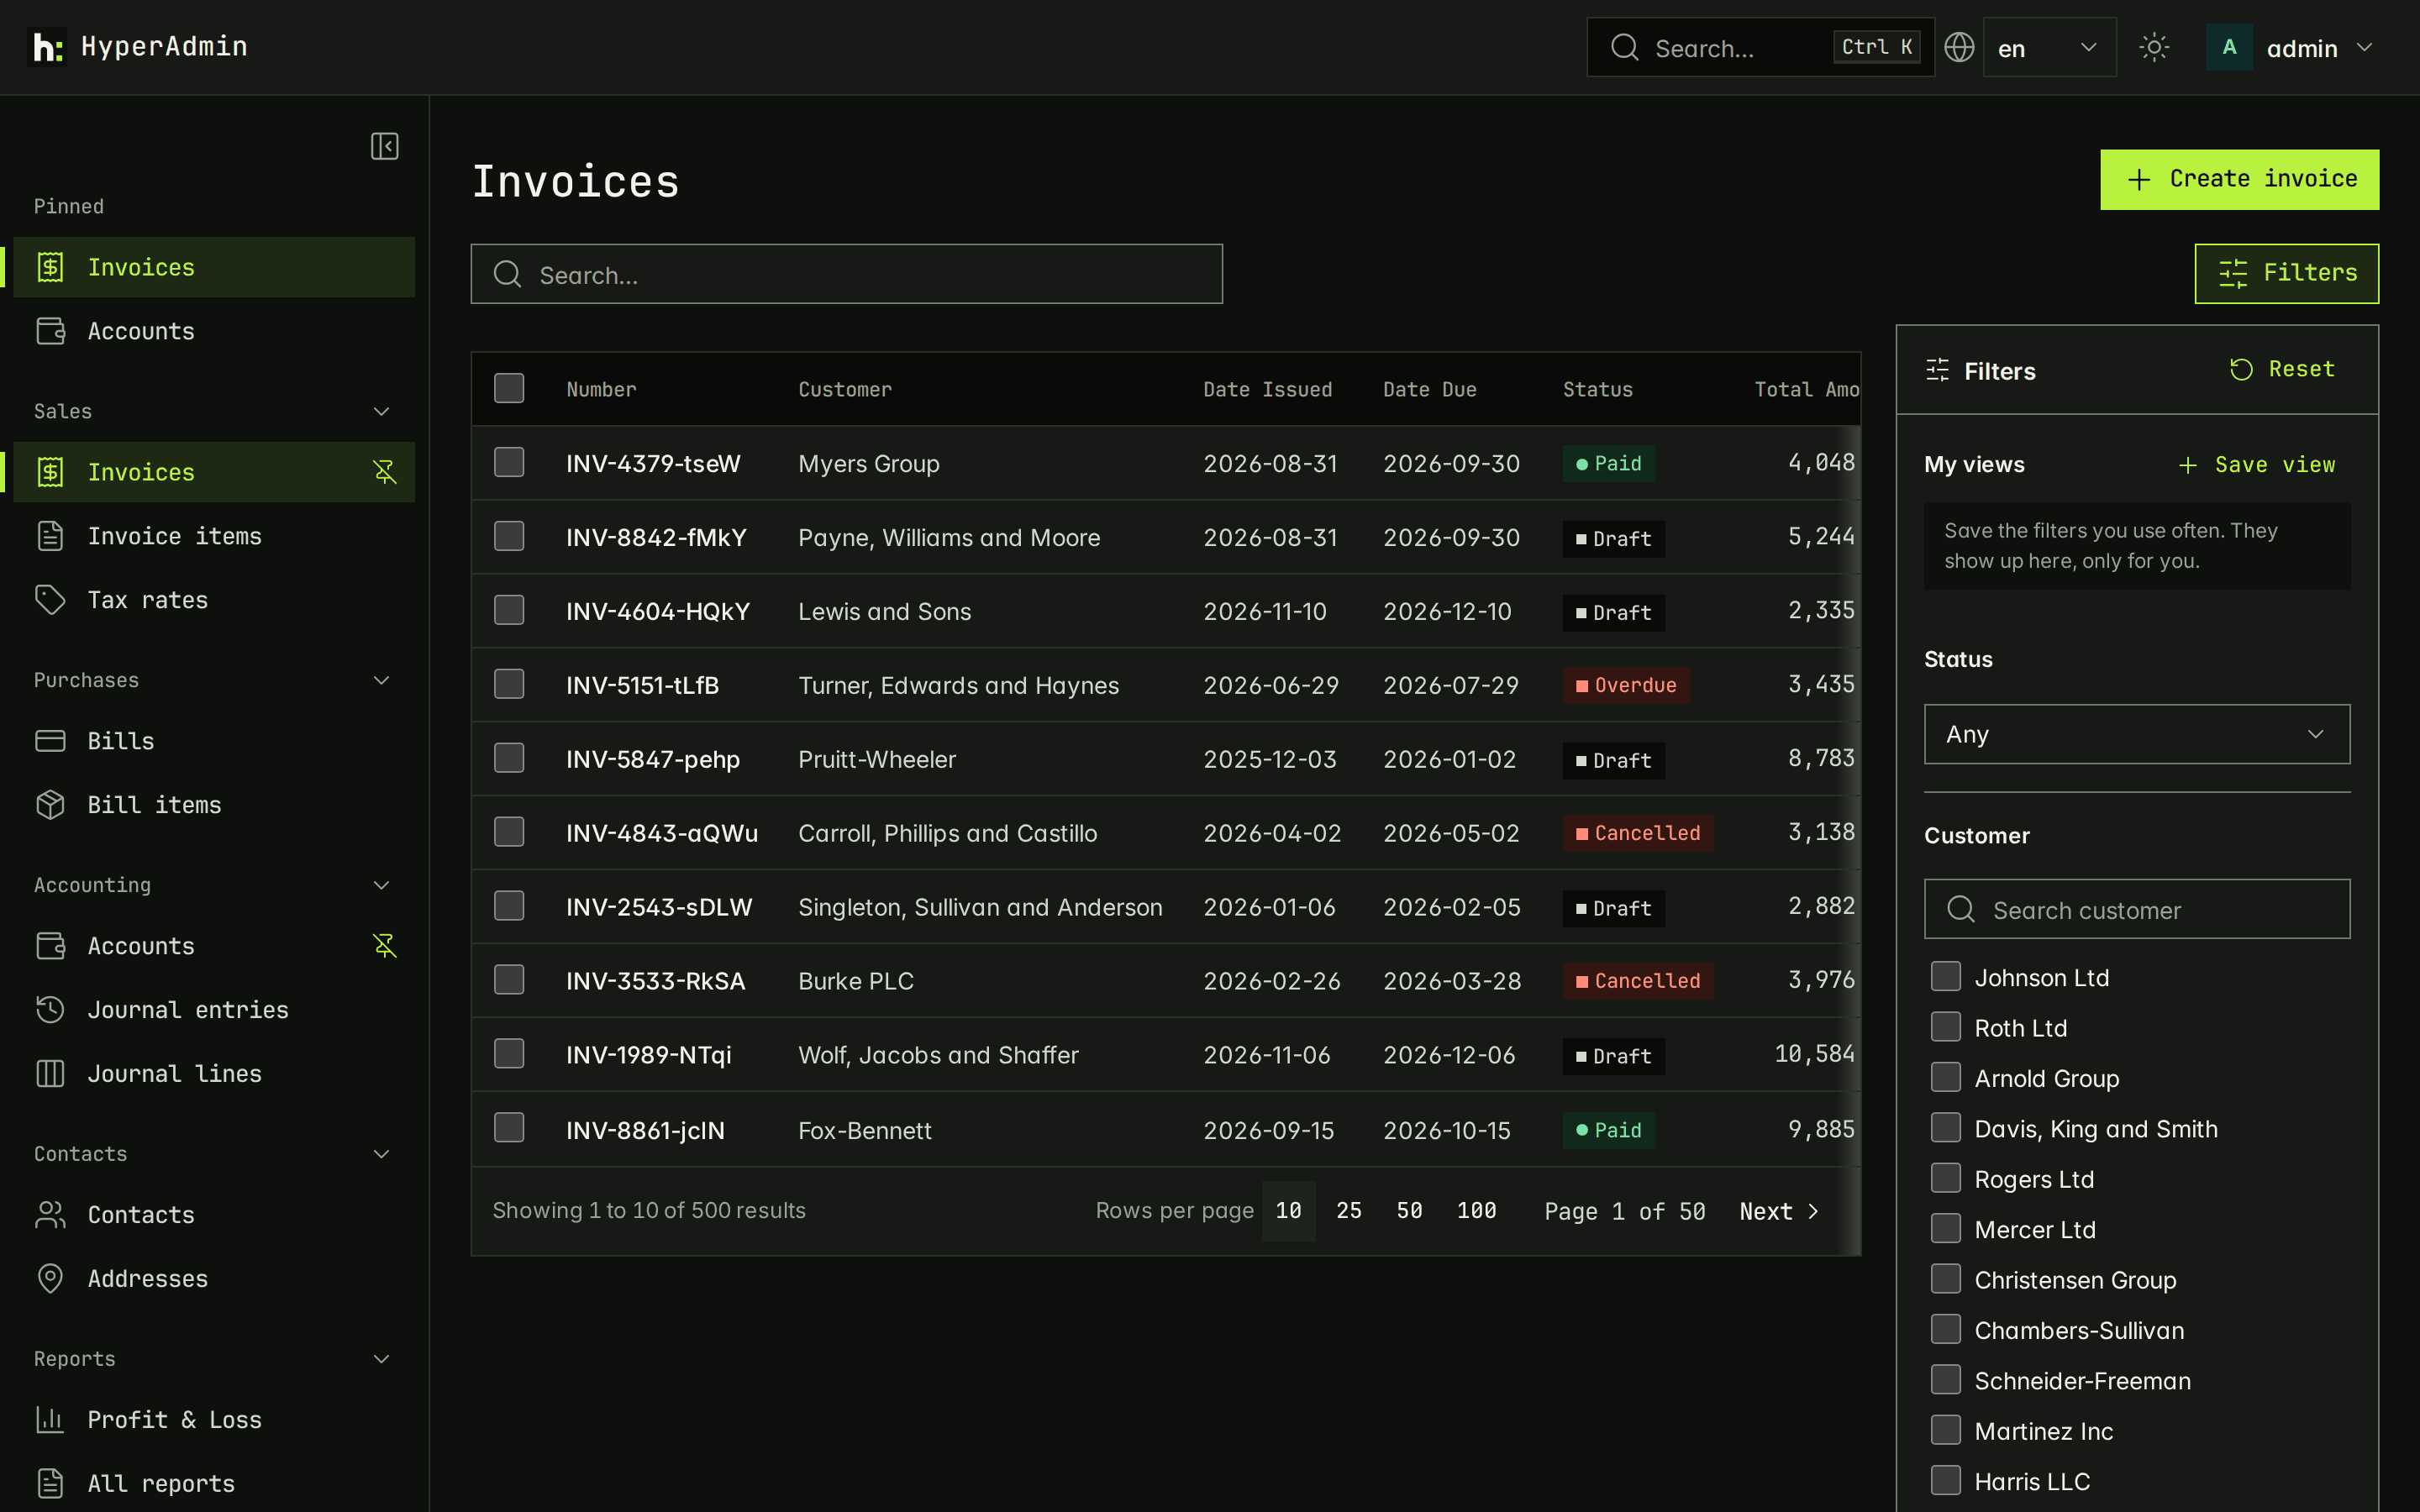 h: HyperAdmin
Search... Ctrl K
en
A admin
Pinned
Invoices
Accounts
Sales
Invoices
Invoice items
Tax rates
Purchases
Bills
Bill items
Accounting
Accounts
Journal entries
Journal lines
Contacts
Contacts
Addresses
Reports
Profit & Loss
All reports
Invoices
Create invoice
Search...
Filters
Number Customer Date Issued Date Due Status Total Amo
INV-4379-tseW Myers Group 2026-08-31 2026-09-30 Paid 4,048
INV-8842-fMkY Payne, Williams and Moore 2026-08-31 2026-09-30 Draft 5,244
INV-4604-HQkY Lewis and Sons 2026-11-10 2026-12-10 Draft 2,335
INV-5151-tLfB Turner, Edwards and Haynes 2026-06-29 2026-07-29 Overdue 3,435
INV-5847-pehp Pruitt-Wheeler 2025-12-03 2026-01-02 Draft 8,783
INV-4843-aQWu Carroll, Phillips and Castillo 2026-04-02 2026-05-02 Cancelled 3,138
INV-2543-sDLW Singleton, Sullivan and Anderson 2026-01-06 2026-02-05 Draft 2,882
INV-3533-RkSA Burke PLC 2026-02-26 2026-03-28 Cancelled 3,976
INV-1989-NTqi Wolf, Jacobs and Shaffer 2026-11-06 2026-12-06 Draft 10,584
INV-8861-jclN Fox-Bennett 2026-09-15 2026-10-15 Paid 9,885
Showing 1 to 10 of 500 results Rows per page 10 25 50 100 Page 1 of 50 Next
Filters Reset
My views Save view
Save the filters you use often. They
show up here, only for you.
Status
Any
Customer
Search customer
Johnson Ltd
Roth Ltd
Arnold Group
Davis, King and Smith
Rogers Ltd
Mercer Ltd
Christensen Group
Chambers-Sullivan
Schneider-Freeman
Martinez Inc
Harris LLC